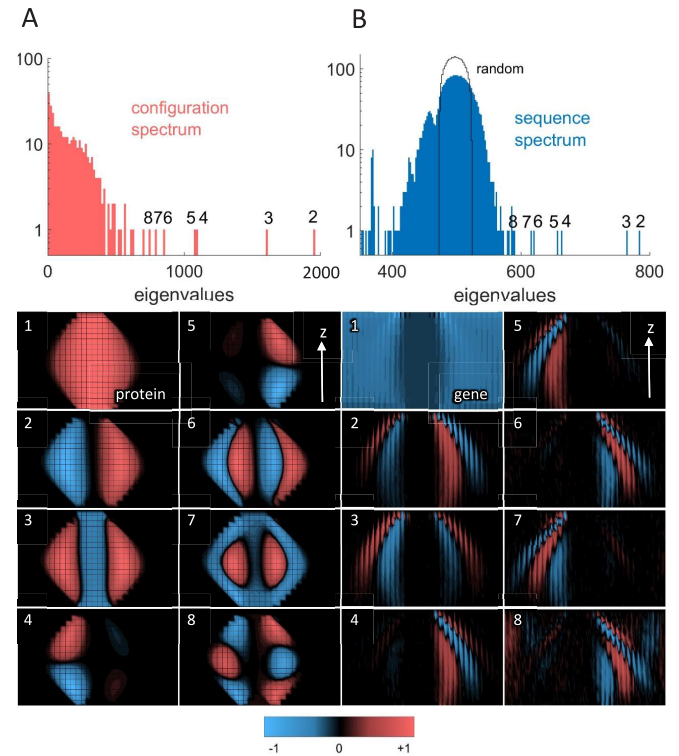 A
B
100
10
1
configuration
spectrum
8 7 6 5 4 3 2
0 1000 2000
eigenvalues
100
10
1
random
sequence
spectrum
8 7 6 5 4 3 2
400 600 800
eigenvalues
1
protein
5
z
1
gene
5
z
2
6
2
6
3
7
3
7
4
8
4
8
-1 0 +1